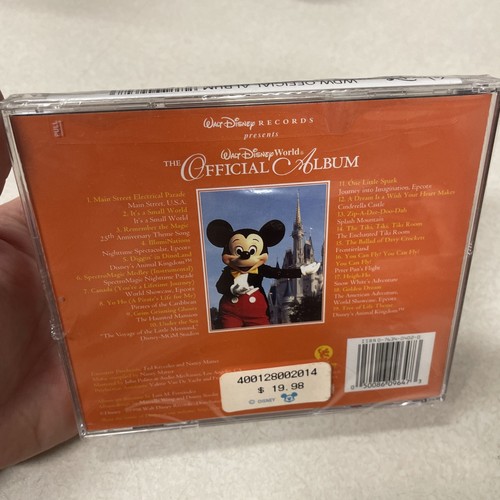 WDW OFFICIAL ALBUM
Walt Disney RECORDS
presents
Walt Disney World®
THE OFFICIAL ALBUM
1. Main Street Electrical Parade
Main Street, U.S.A.
2. It's a Small World
It's a Small World
3. Remember the Magic
25th Anniversary Theme Song
4. IllumiNations
Nighttime Spectacular, Epcot®
5. Diggin' in DinoLand
Disney's Animal Kingdom™
6. SpectroMagic Medley (Instrumental)
SpectroMagic Nighttime Parade
7. Canada (You're a Lifetime Journey)
World Showcase, Epcot®
8. Yo Ho (A Pirate's Life for Me)
Pirates of the Caribbean
9. Grim Grinning Ghosts
The Haunted Mansion
10. Under the Sea
"The Voyage of the Little Mermaid,"
Disney-MGM Studios
11. One Little Spark
Journey into Imagination, Epcot®
12. A Dream Is a Wish Your Heart Makes
Cinderella Castle
13. Zip-A-Dee-Doo-Dah
Splash Mountain
14. The Tiki, Tiki, Tiki Room
The Enchanted Tiki Room
15. The Ballad of Davy Crockett
Frontierland
16. You Can Fly! You Can Fly!
You Can Fly!
Peter Pan's Flight
17. Heigh-Ho
Snow White's Adventure
18. Golden Dream
The American Adventure,
World Showcase, Epcot®
19. Tree of Life Theme
Disney's Animal Kingdom™
400128002014
$ 19.98
© DISNEY